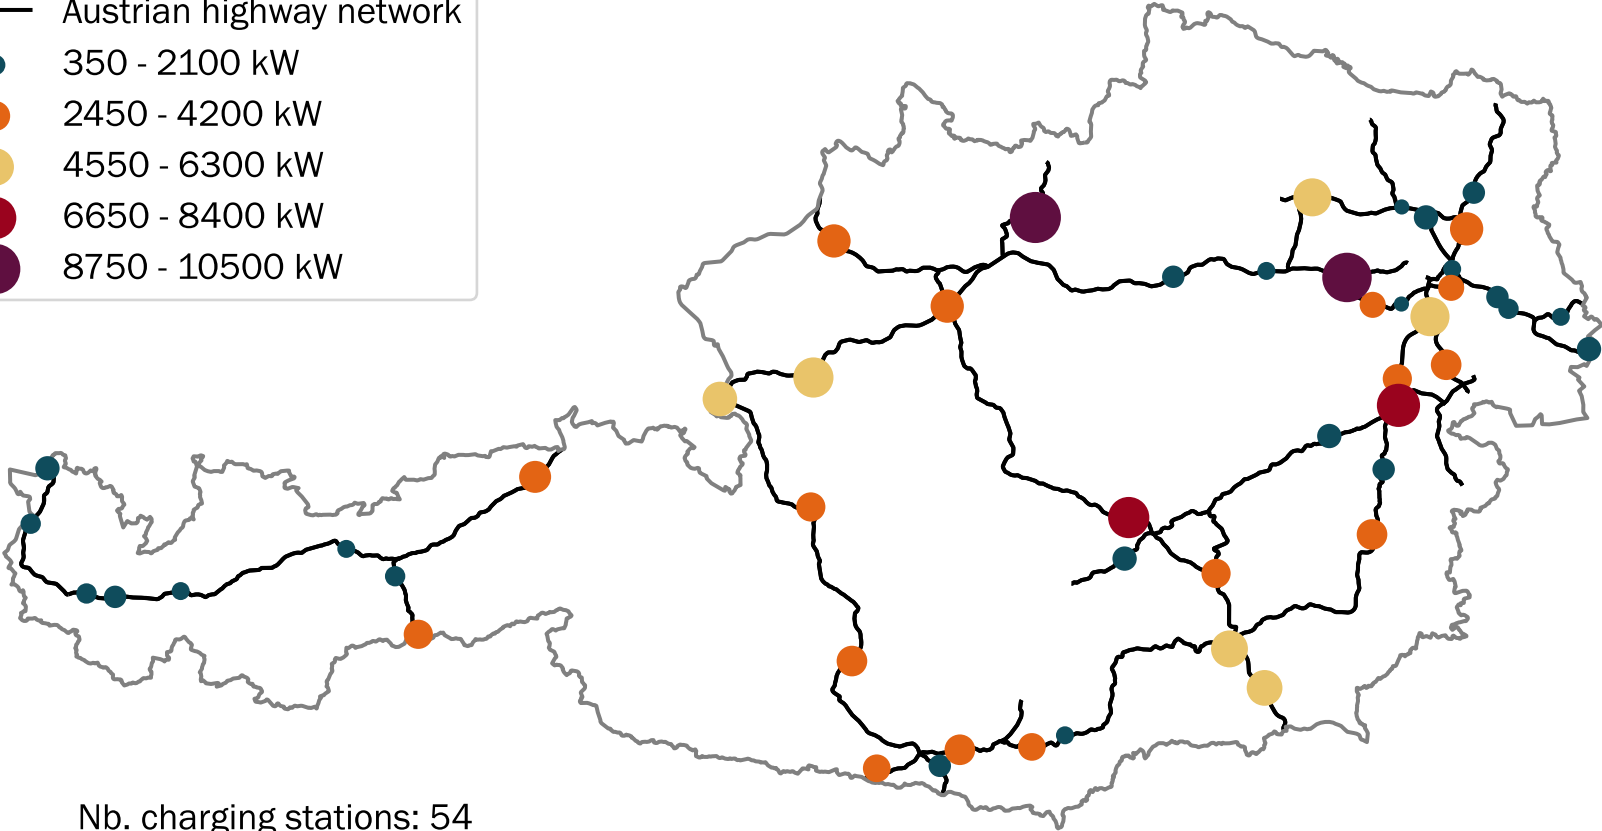 Austrian highway network
350 - 2100 kW
2450 - 4200 kW
4550 - 6300 kW
6650 - 8400 kW
8750 - 10500 kW
Nb. charging stations: 54